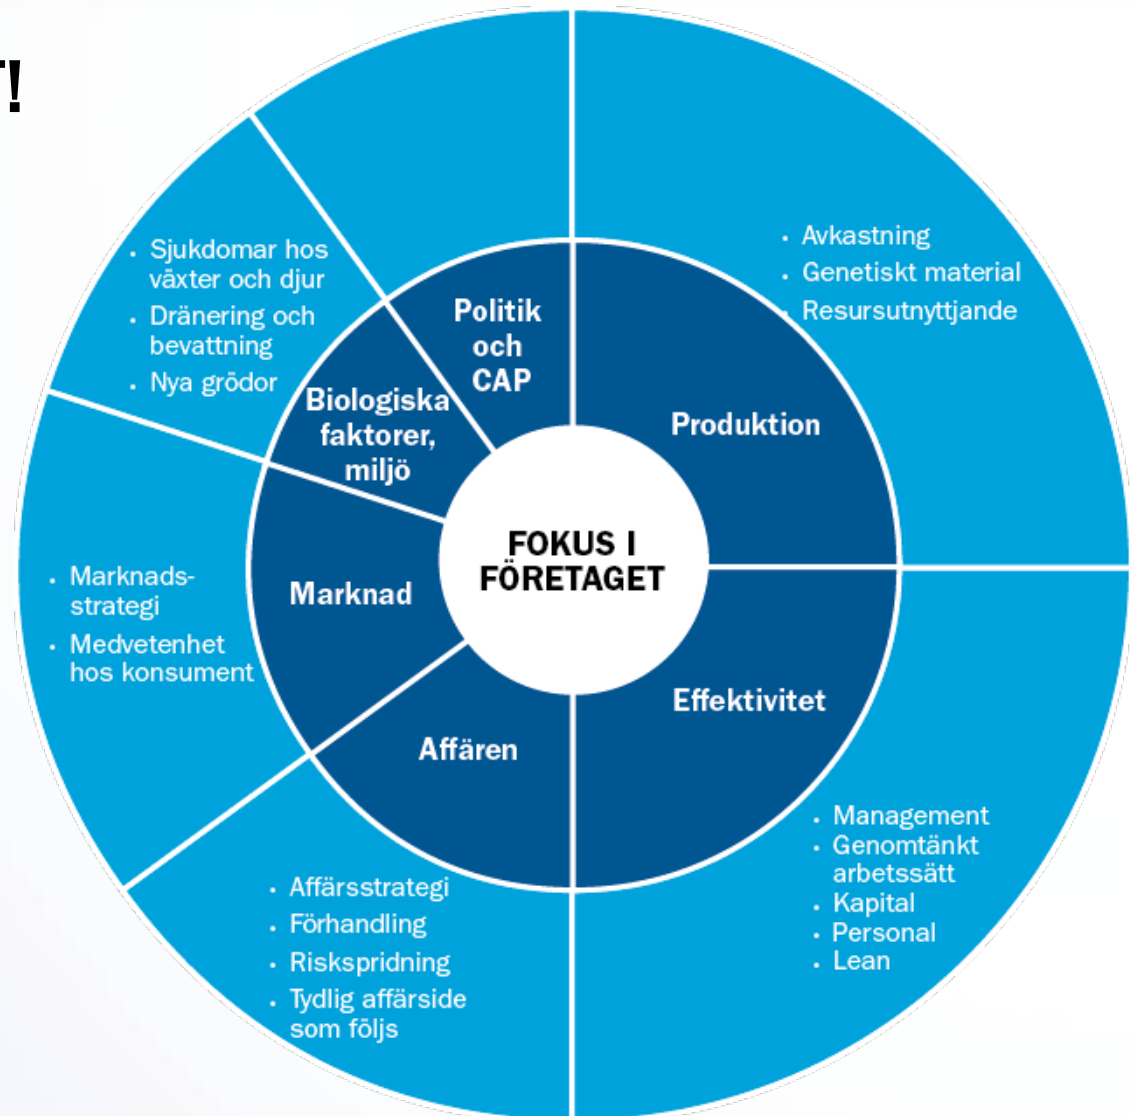 !
Sjukdomar hos
växter och djur
Dränering och
bevattning
Nya grödor
Politik
och
CAP
Avkastning
Genetiskt material
Resursutnyttjande
Biologiska
faktorer,
miljö
Produktion
FOKUS I
FÖRETAGET
Marknads-
strategi
Medvetenhet
hos konsument
Marknad
Effektivitet
Affären
Management
Genomtänkt
arbetssätt
Kapital
Personal
Lean
Affärsstrategi
Förhandling
Riskspridning
Tydlig affärside
som följs